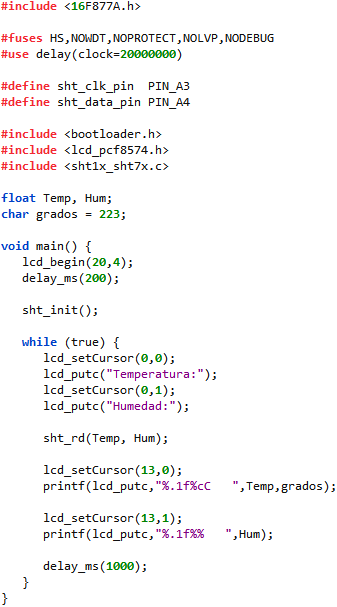 #include <16F877A.h>
#fuses HS,NOWDT,NOPROTECT,NOLVP,NODEBUG
#use delay(clock=20000000)
#define sht_clk_pin  PIN_A3
#define sht_data_pin PIN_A4
#include <bootloader.h>
#include <lcd_pcf8574.h>
#include <sht1x_sht7x.c>
float Temp, Hum;
char grados = 223;
void main() {
   lcd_begin(20,4);
   delay_ms(200);
   sht_init();
   while (true) {
      lcd_setCursor(0,0);
      lcd_putc("Temperatura:");
      lcd_setCursor(0,1);
      lcd_putc("Humedad:");
      sht_rd(Temp, Hum);
      lcd_setCursor(13,0);
      printf(lcd_putc,"%.1f%cC   ",Temp,grados);
      lcd_setCursor(13,1);
      printf(lcd_putc,"%.1f%%   ",Hum);
      delay_ms(1000);
   }
}